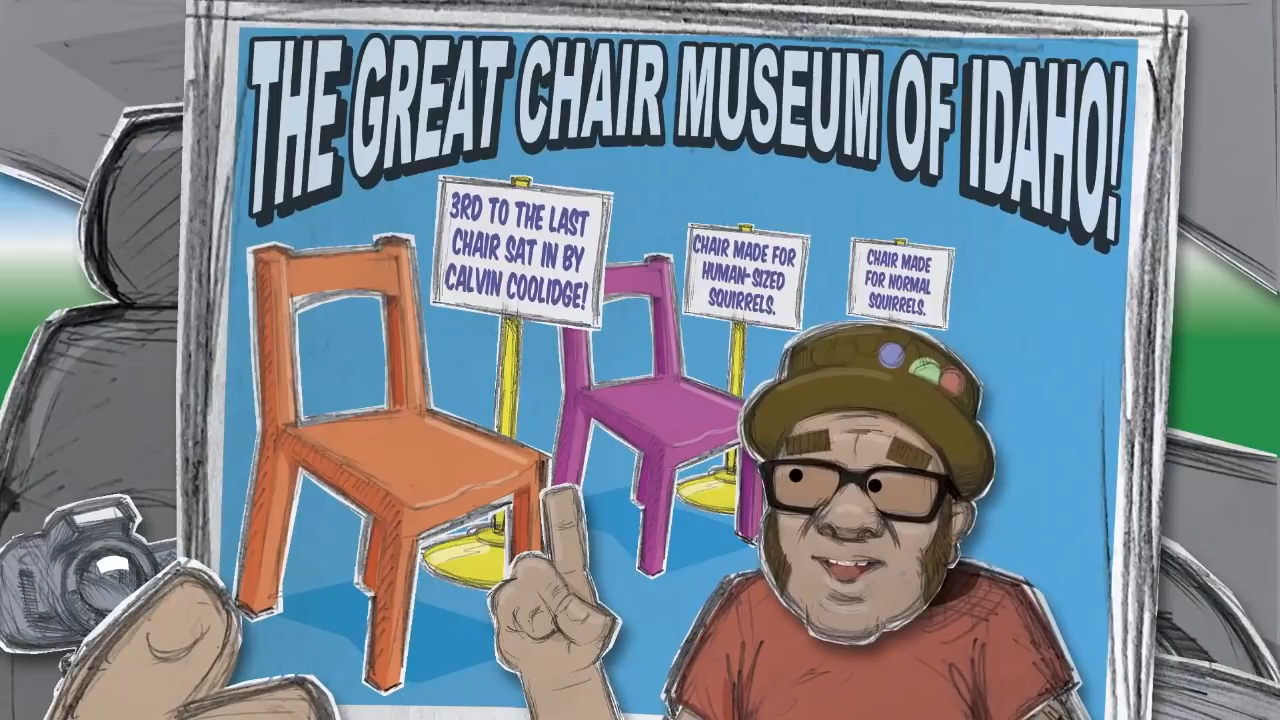 THE GREAT CHAIR MUSEUM OF IDAHO!
3RD TO THE LAST
CHAIR SAT IN BY
CALVIN COOLIDGE!
CHAIR MADE FOR
HUMAN-SIZED
SQUIRRELS.
CHAIR MADE
FOR NORMAL
SQUIRRELS.